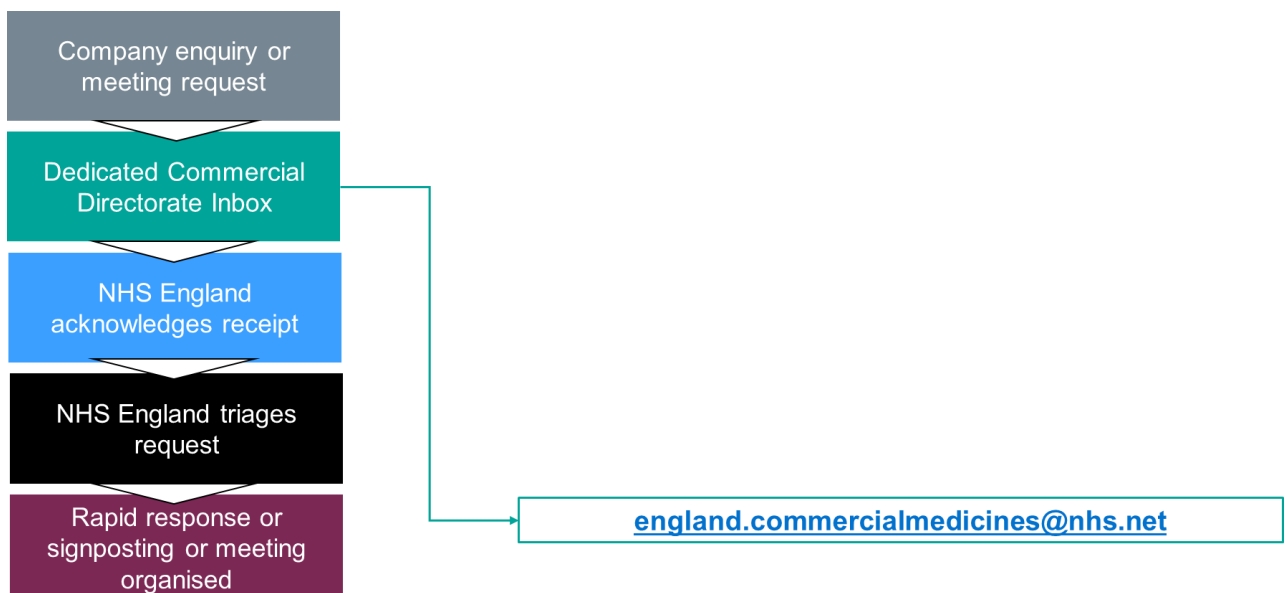 Company enquiry or
meeting request
Dedicated Commercial
Directorate Inbox
NHS England
acknowledges receipt
NHS England triages
request
Rapid response or
signposting or meeting
organised
england.commercialmedicines@nhs.net